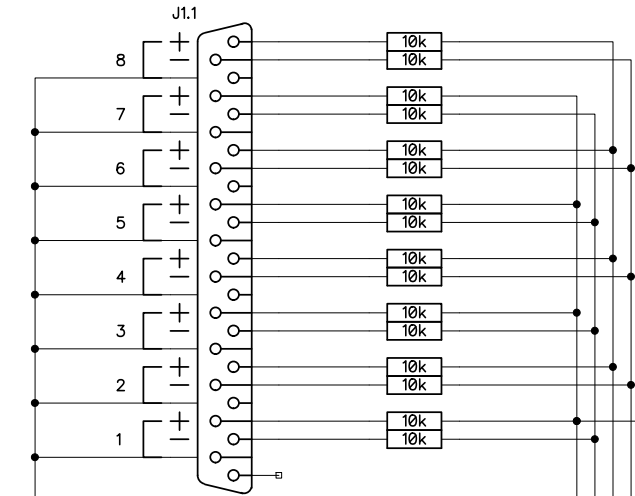 J1.1
+ 10k
8 − 10k
+ 10k
7 − 10k
+ 10k
6 − 10k
+ 10k
5 − 10k
+ 10k
4 − 10k
+ 10k
3 − 10k
+ 10k
2 − 10k
+ 10k
1 − 10k